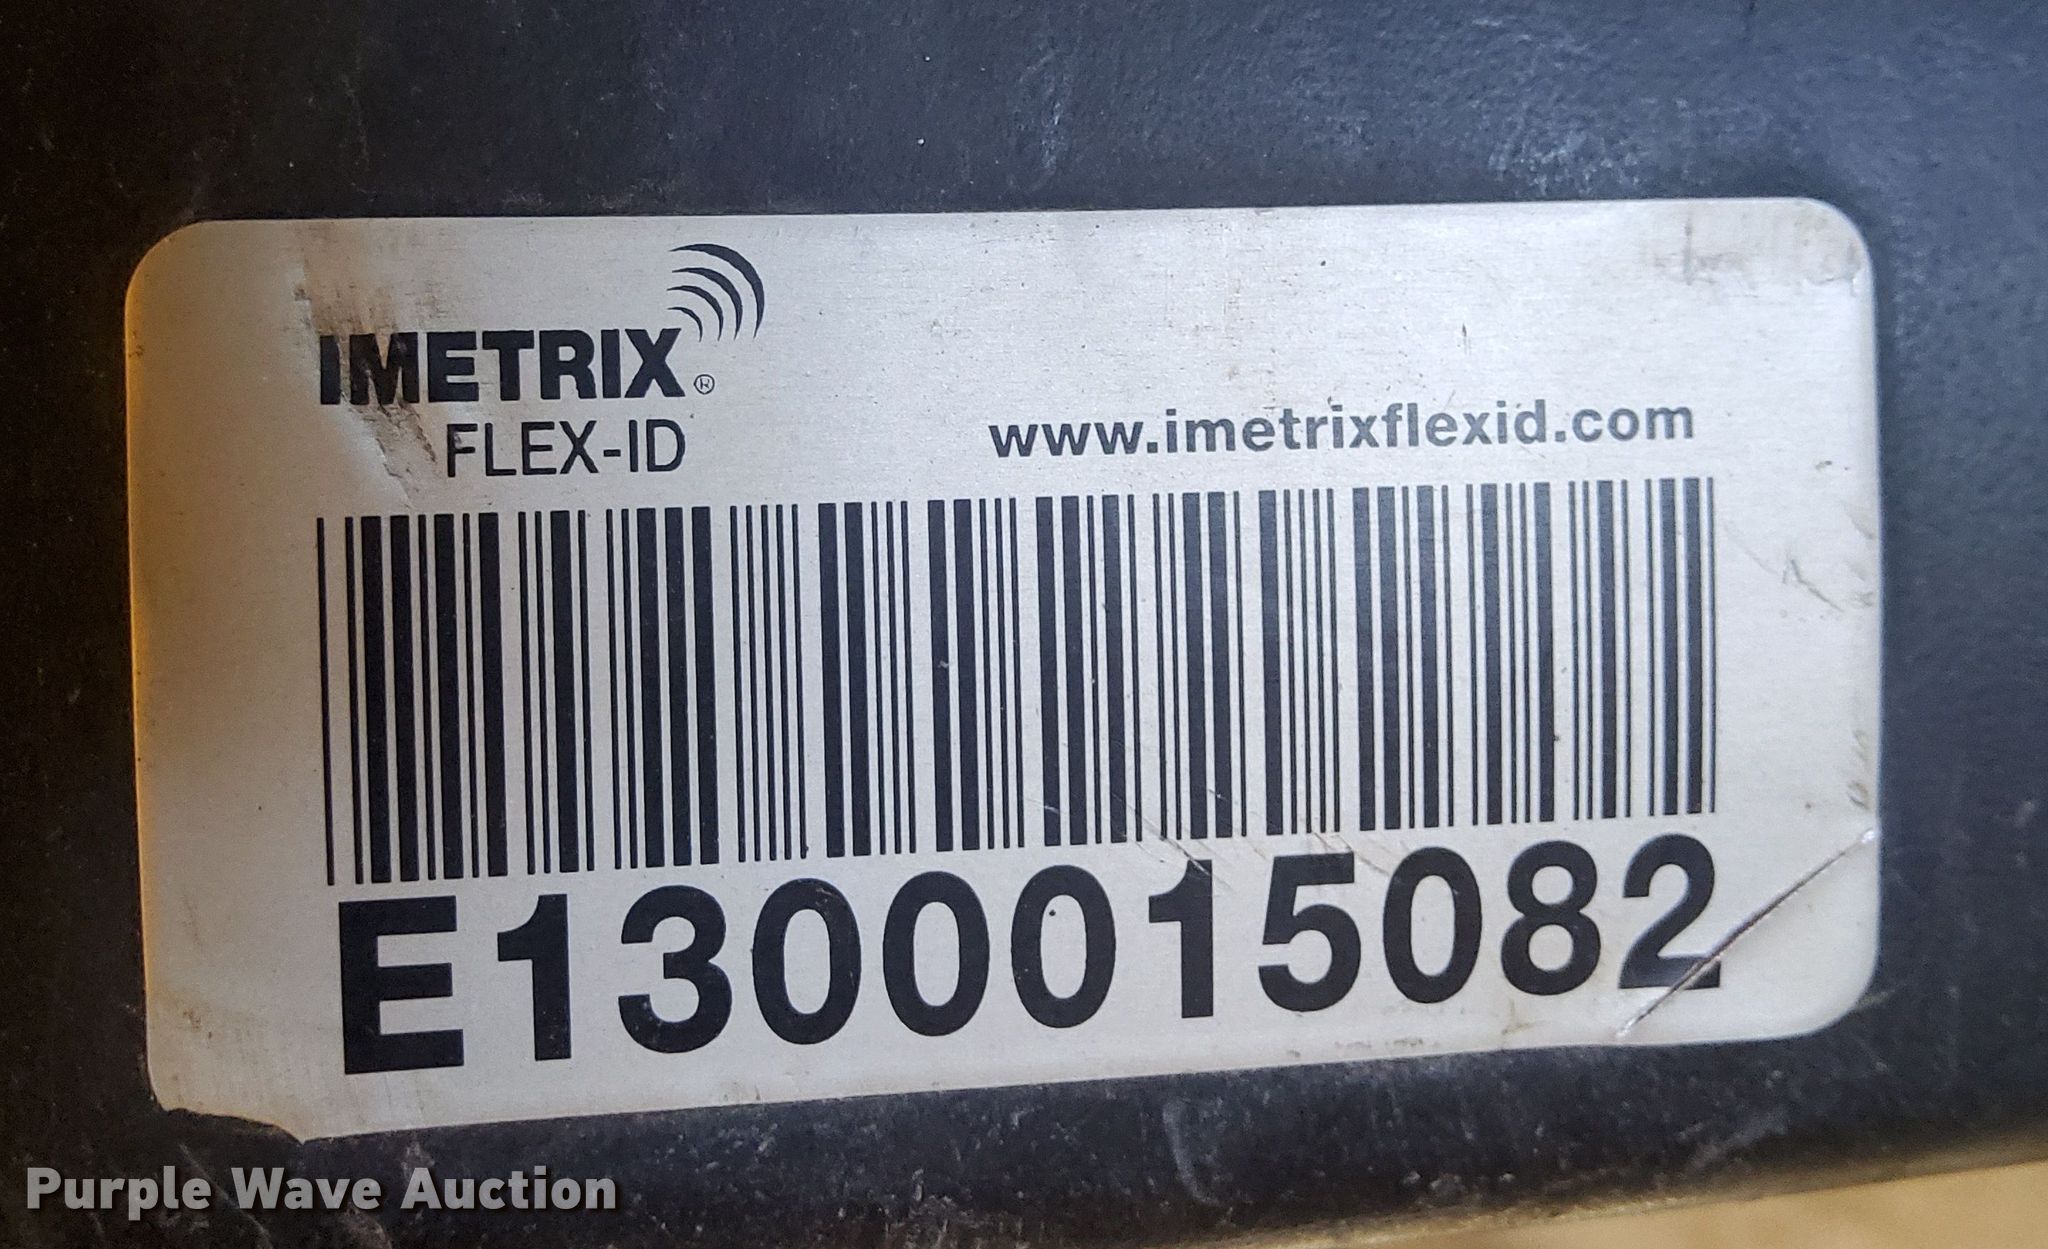 IMETRIX®
FLEX-ID
www.imetrixflexid.com
E1300015082
Purple Wave Auction